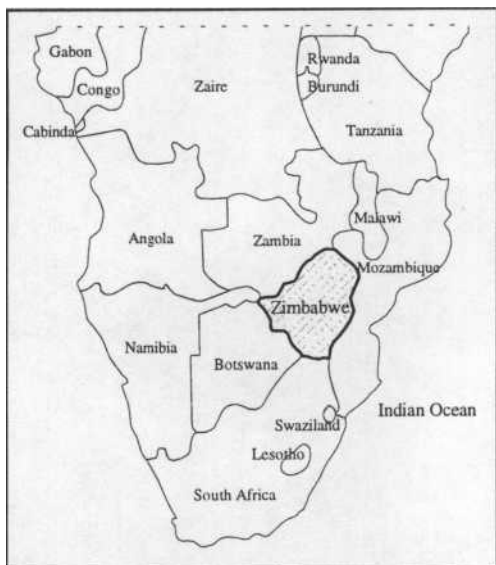 Gabon
Rwanda
Congo
Zaire
Burundi
Cabinda
Tanzania
Malawi
Angola
Zambia
Mozambique
Zimbabwe
Namibia
Botswana
Indian Ocean
Swaziland
Lesotho
South Africa